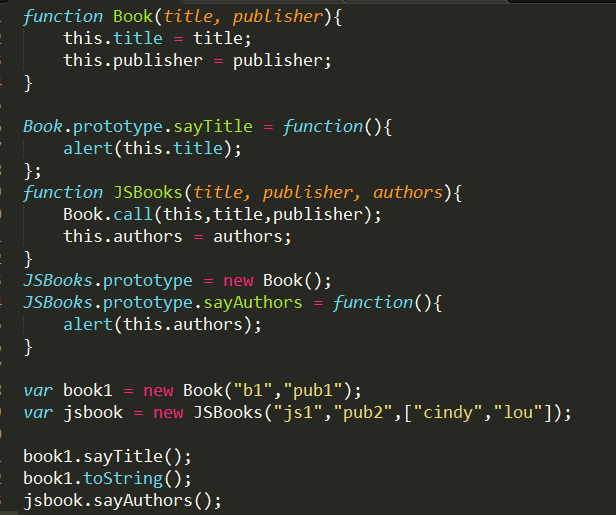 function Book(title, publisher){
    this.title = title;
    this.publisher = publisher;
}
Book.prototype.sayTitle = function(){
    alert(this.title);
};
function JSBooks(title, publisher, authors){
    Book.call(this,title,publisher);
    this.authors = authors;
}
JSBooks.prototype = new Book();
JSBooks.prototype.sayAuthors = function(){
    alert(this.authors);
}
var book1 = new Book("b1","pub1");
var jsbook = new JSBooks("js1","pub2",["cindy","lou"]);
book1.sayTitle();
book1.toString();
jsbook.sayAuthors();